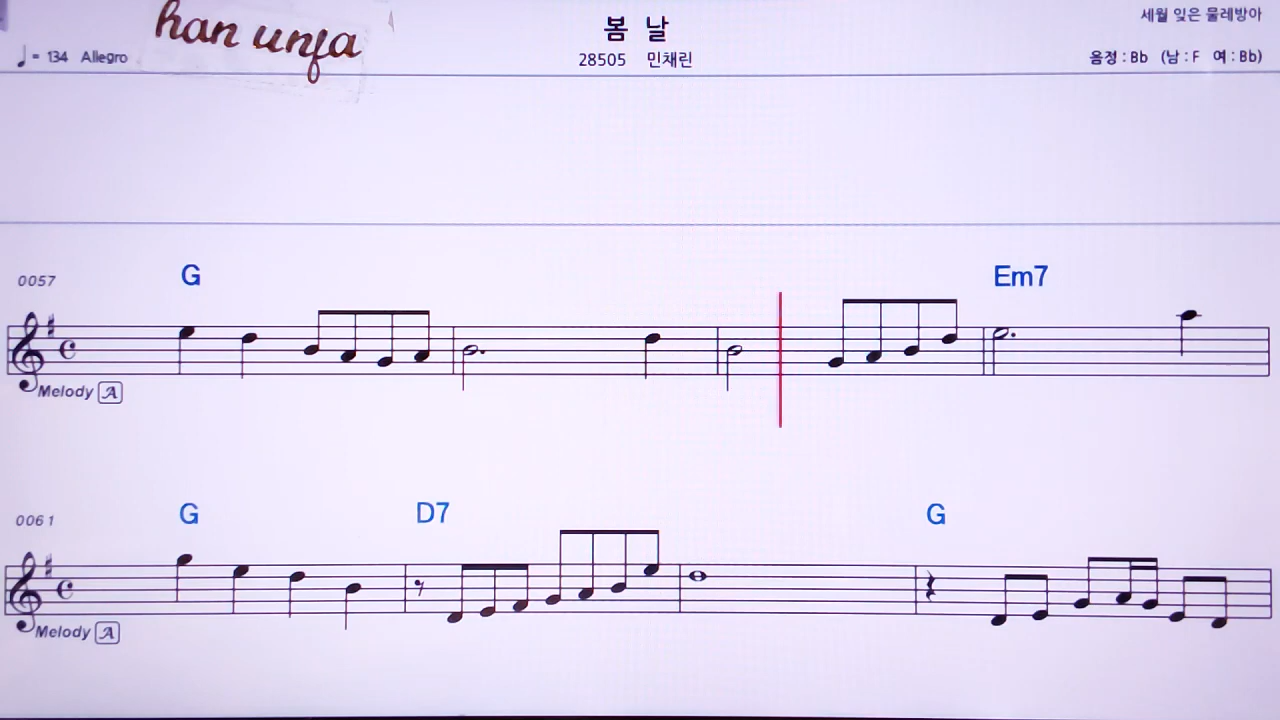 han unja
봄 날
세월 잊은 물레방아
♩= 134 Allegro
28505 민채린
음정 : Bb (남 : F 여 : Bb)
0057
G
Em7
Melody A
0061
G
D7
G
Melody A